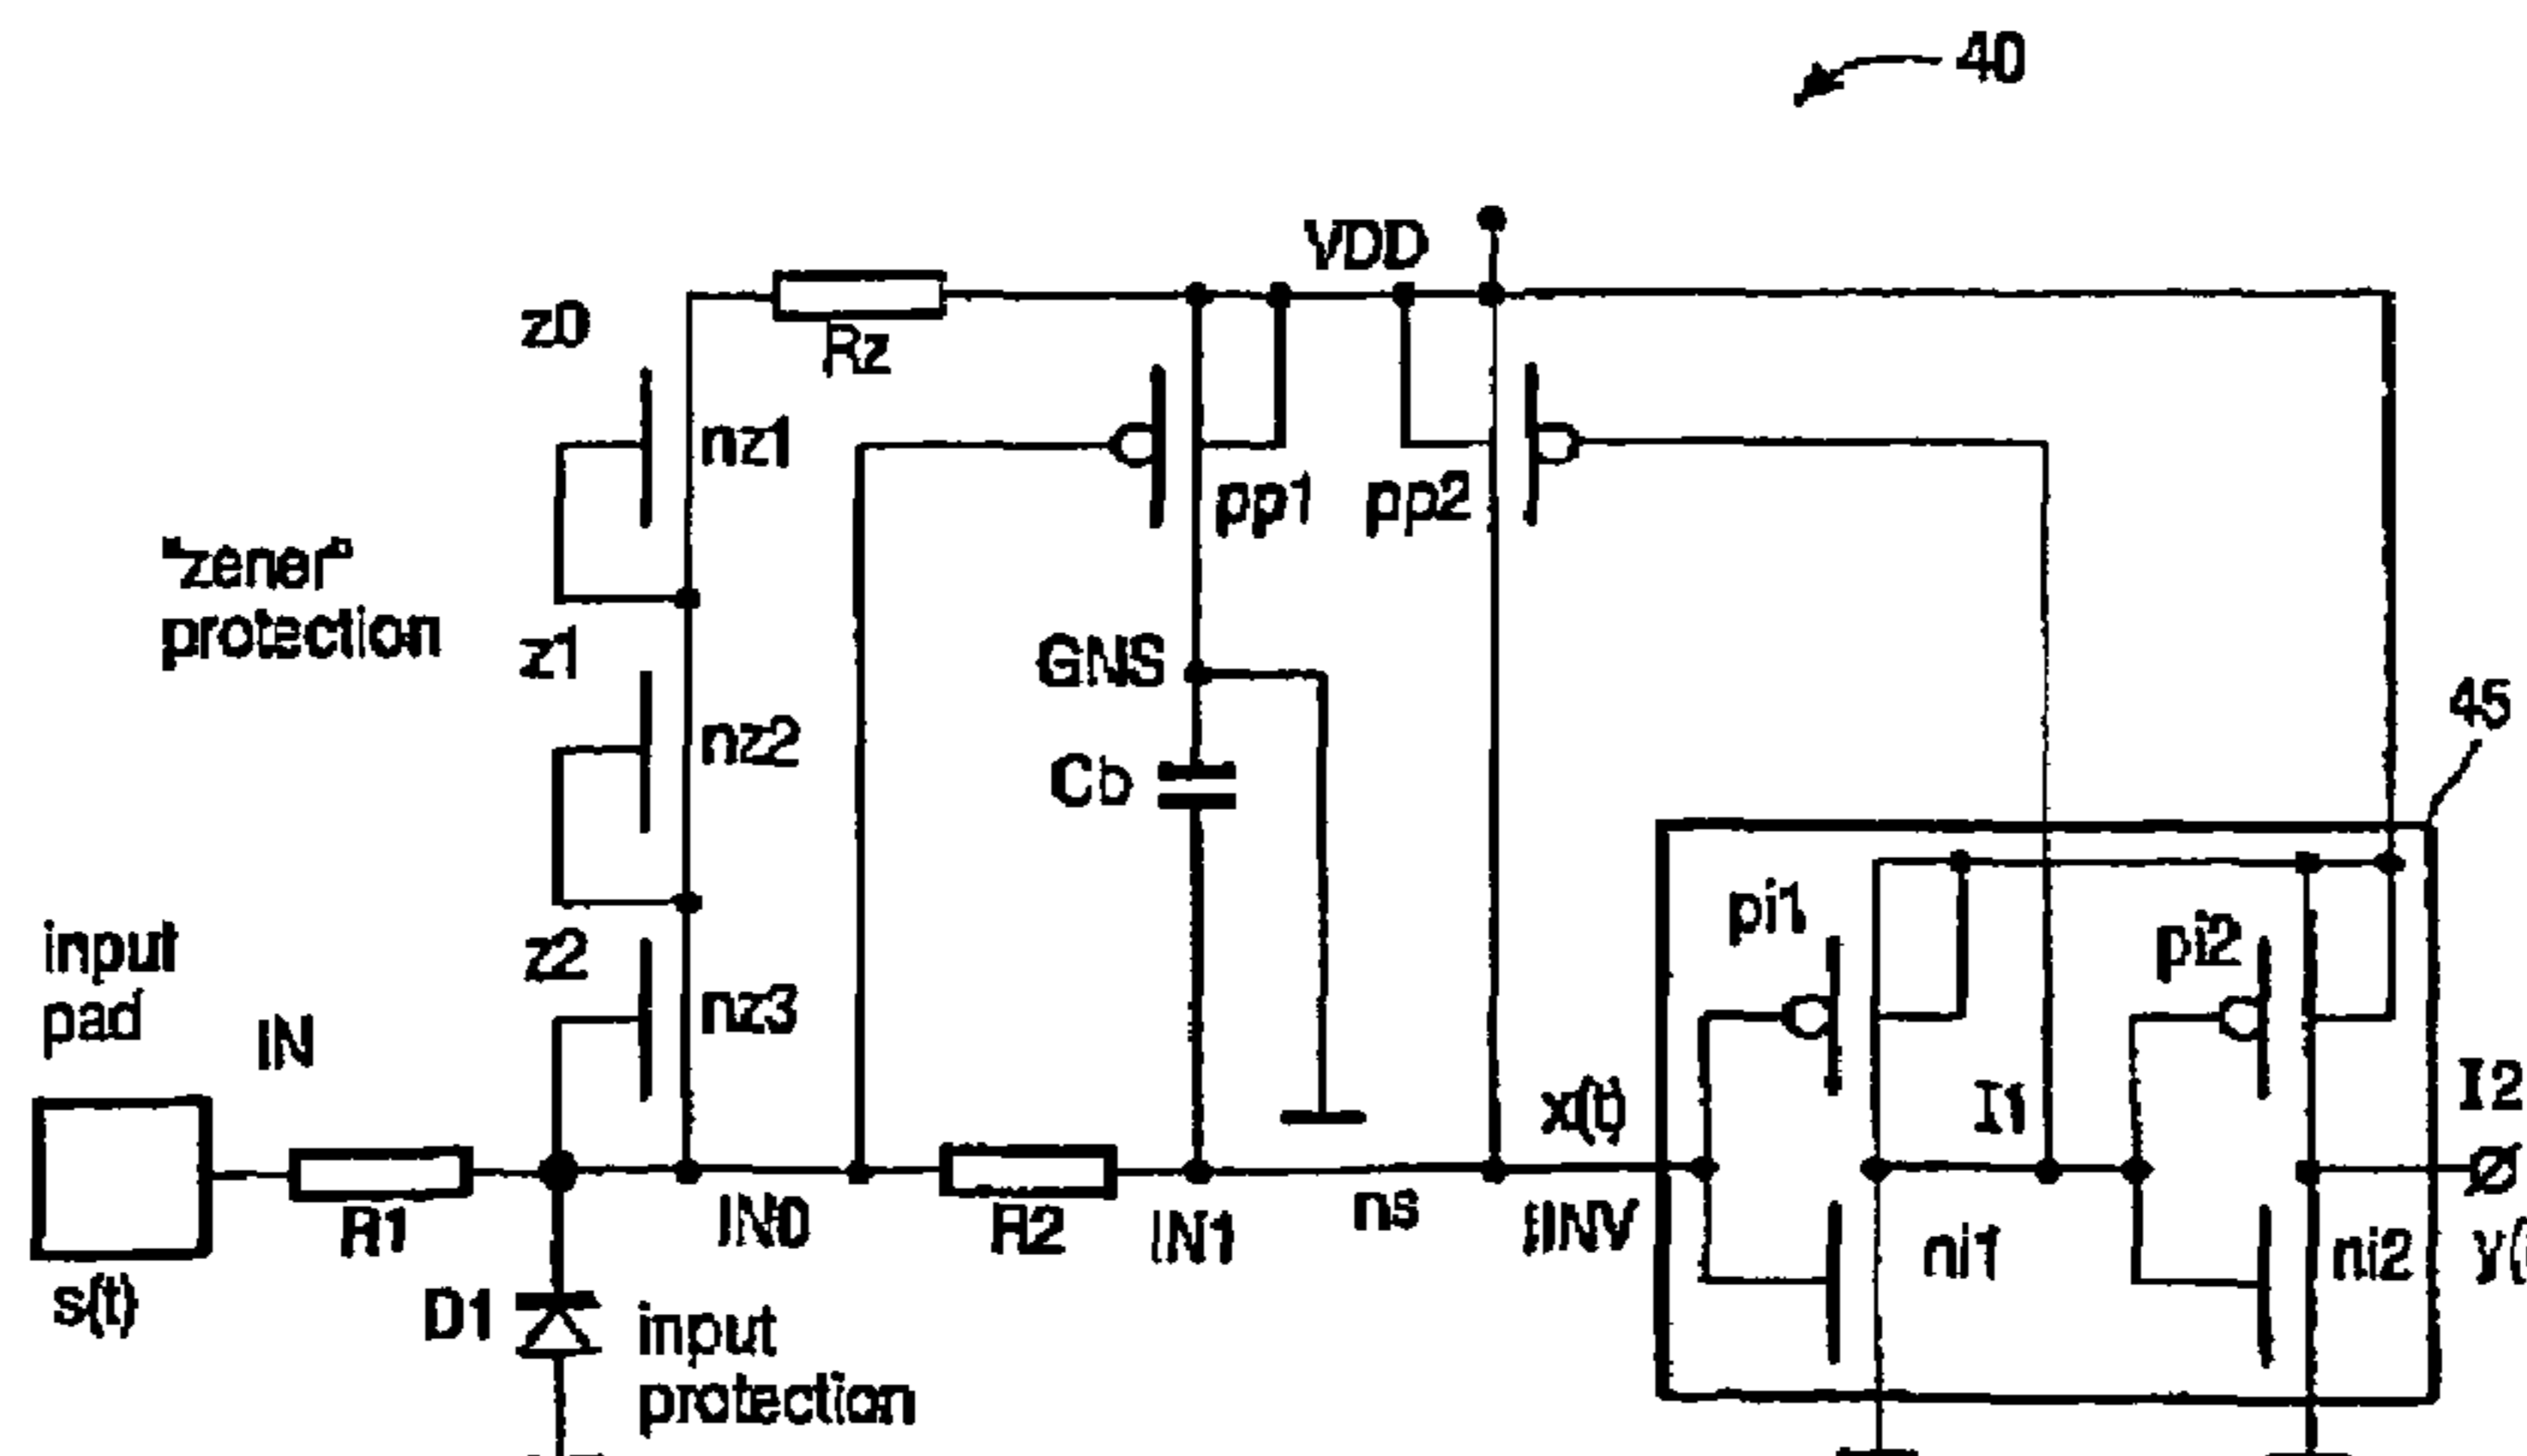 40
VDD
z0
Rz
nz1
pp1
pp2
"zener"
protection
z1
GNS
nz2
Cb
45
input
pad
z2
nz3
IN
pi1
pi2
x(t)
I1
I2
R1
IN0
R2
IN1
ns
ni1
ni2
s(t)
D1
input
protection